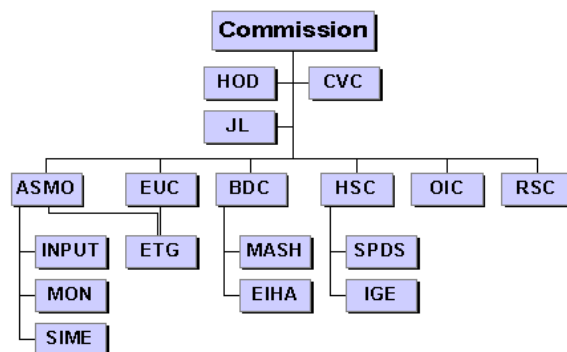 Commission
HOD CVC
JL
ASMO EUC BDC HSC OIC RSC
INPUT ETG MASH SPDS
MON EIHA IGE
SIME